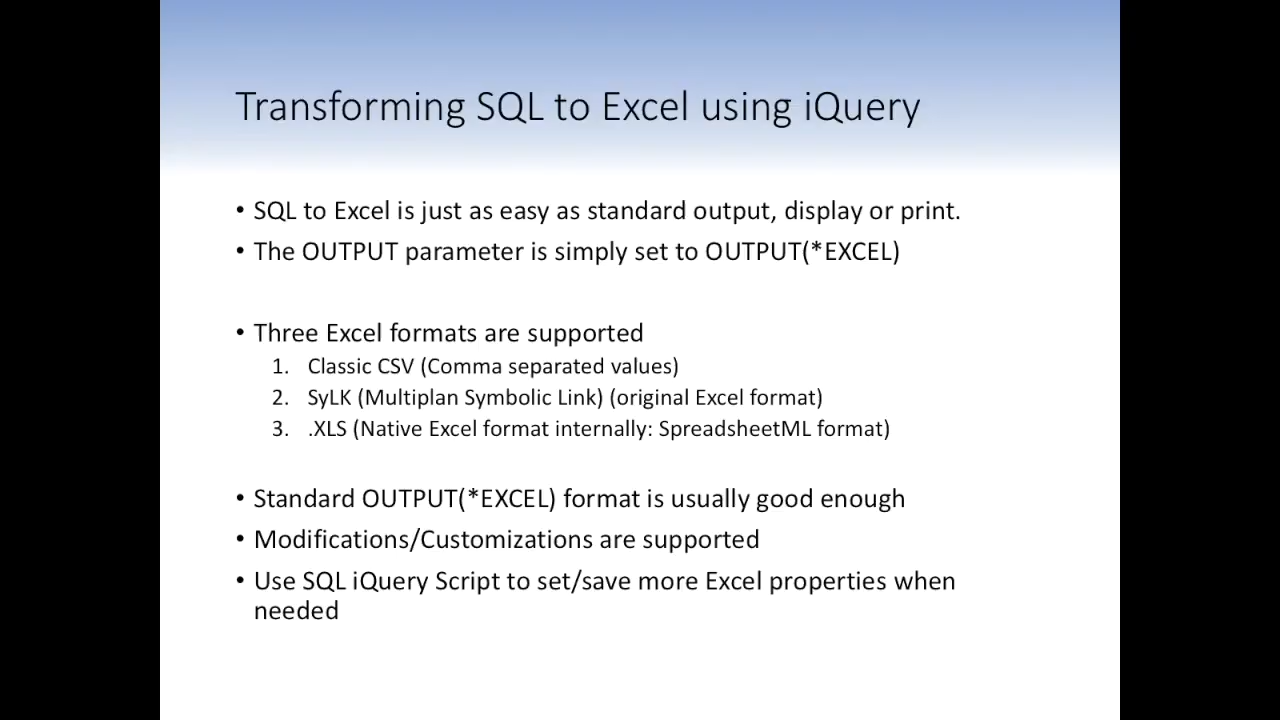 Transforming SQL to Excel using iQuery
• SQL to Excel is just as easy as standard output, display or print.
• The OUTPUT parameter is simply set to OUTPUT(*EXCEL)
• Three Excel formats are supported
1. Classic CSV (Comma separated values)
2. SyLK (Multiplan Symbolic Link) (original Excel format)
3. .XLS (Native Excel format internally: SpreadsheetML format)
• Standard OUTPUT(*EXCEL) format is usually good enough
• Modifications/Customizations are supported
• Use SQL iQuery Script to set/save more Excel properties when
needed